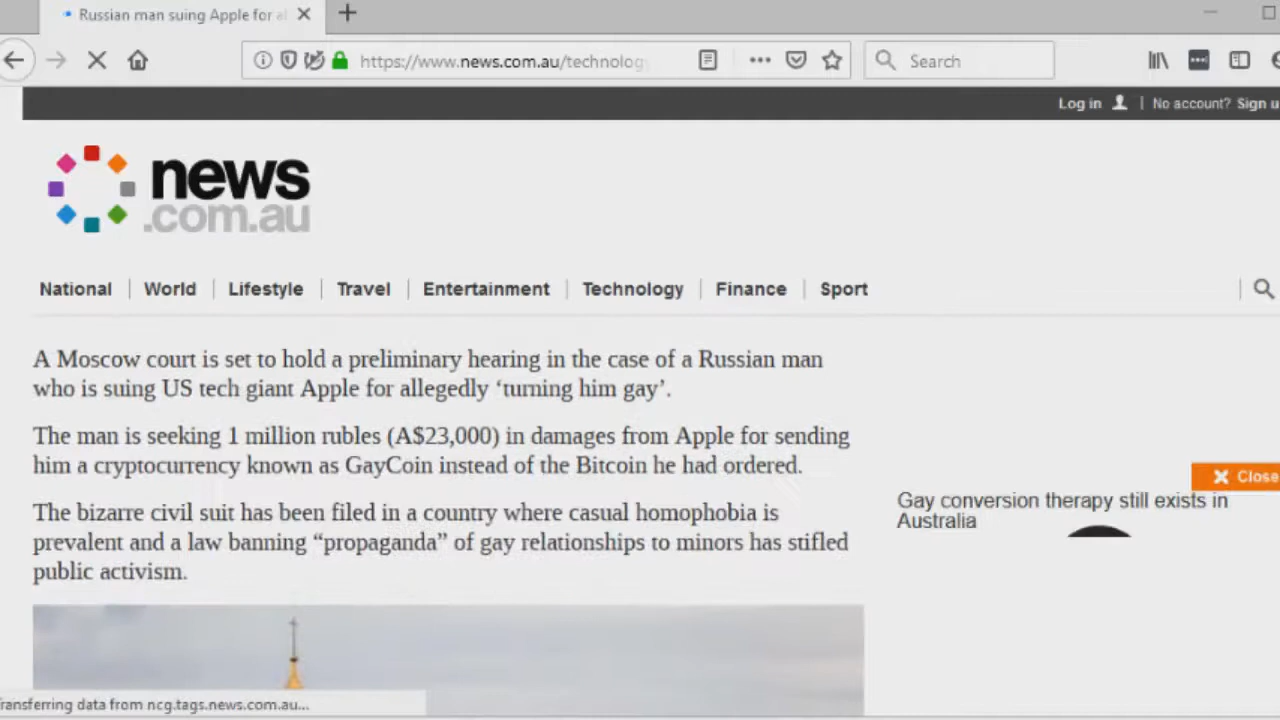 Russian man suing Apple for al
https://www.news.com.au/technolog
Search
Log in | No account? Sign u
news
.com.au
National | World | Lifestyle | Travel | Entertainment | Technology | Finance | Sport
A Moscow court is set to hold a preliminary hearing in the case of a Russian man
who is suing US tech giant Apple for allegedly ‘turning him gay’.
The man is seeking 1 million rubles (A$23,000) in damages from Apple for sending
him a cryptocurrency known as GayCoin instead of the Bitcoin he had ordered.
The bizarre civil suit has been filed in a country where casual homophobia is
prevalent and a law banning “propaganda” of gay relationships to minors has stifled
public activism.
Close
Gay conversion therapy still exists in
Australia
ransferring data from ncg.tags.news.com.au...